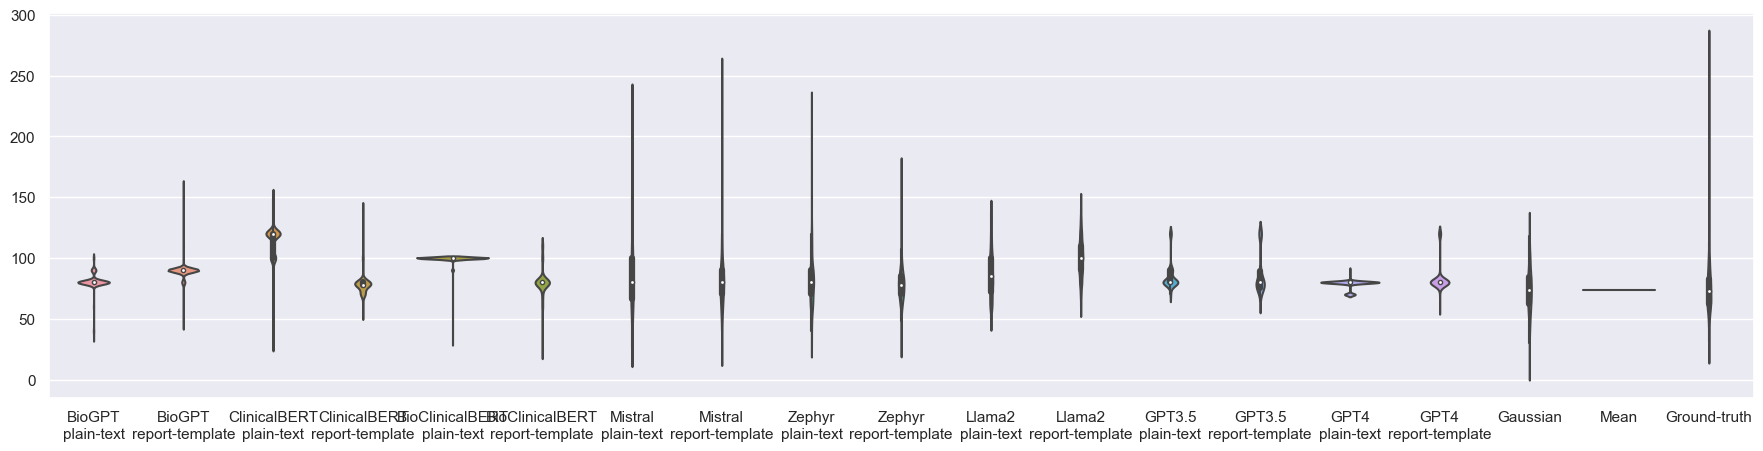 300
250
200
150
100
50
0
BioGPT
plain-text
BioGPT
report-template
ClinicalBERT
plain-text
ClinicalBERT
report-template
BioClinicalBERT
plain-text
BioClinicalBERT
report-template
Mistral
plain-text
Mistral
report-template
Zephyr
plain-text
Zephyr
report-template
Llama2
plain-text
Llama2
report-template
GPT3.5
plain-text
GPT3.5
report-template
GPT4
plain-text
GPT4
report-template
Gaussian
Mean
Ground-truth